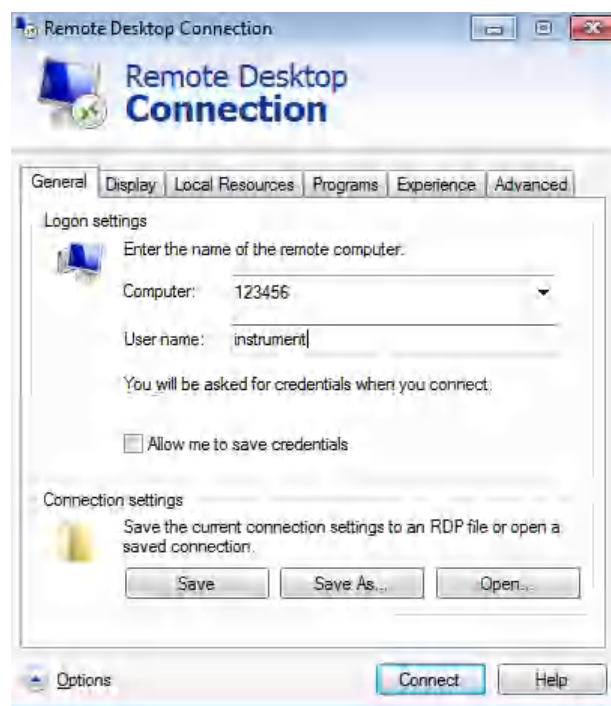 Remote Desktop Connection
Remote Desktop
Connection
General Display Local Resources Programs Experience Advanced
Logon settings
Enter the name of the remote computer.
Computer: 123456
User name: instrument
You will be asked for credentials when you connect.
Allow me to save credentials
Connection settings
Save the current connection settings to an RDP file or open a
saved connection.
Save Save As... Open...
Options Connect Help